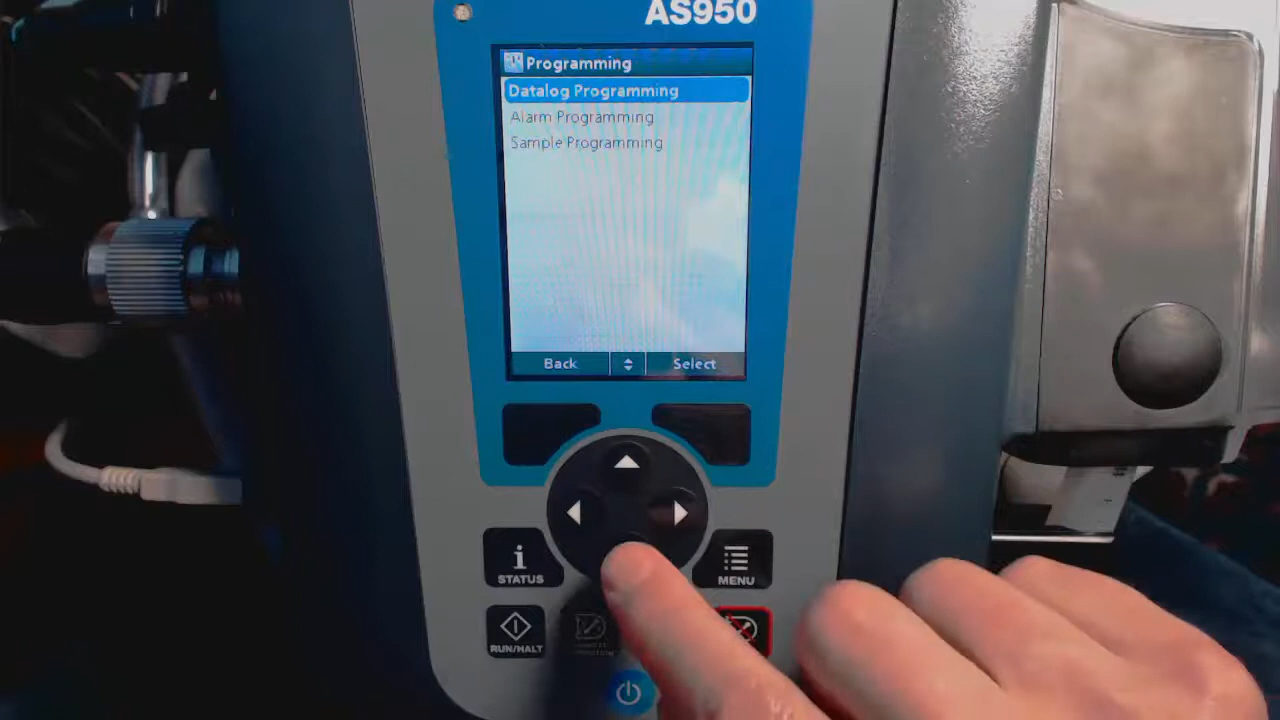 AS950
Programming
Datalog Programming
Alarm Programming
Sample Programming
Back
Select
i
STATUS
MENU
RUN/HALT